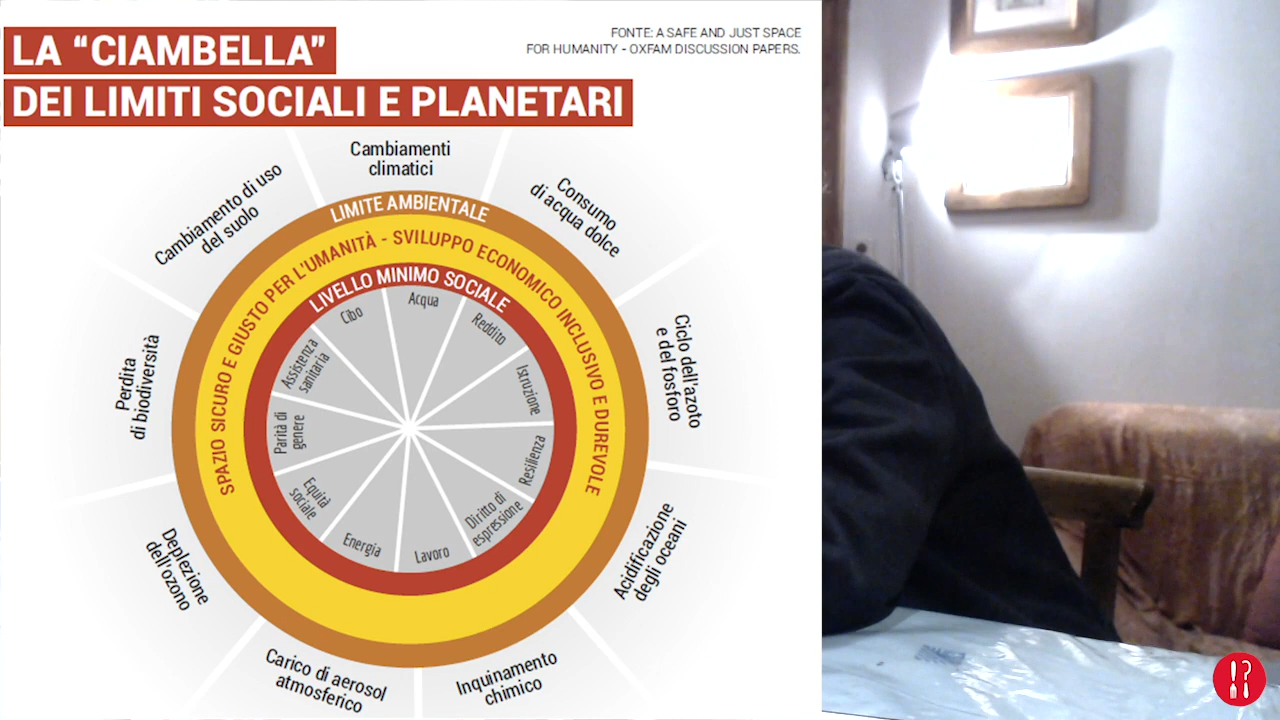 LA “CIAMBELLA”
DEI LIMITI SOCIALI E PLANETARI
FONTE: A SAFE AND JUST SPACE
FOR HUMANITY - OXFAM DISCUSSION PAPERS.
Cambiamenti
climatici
Consumo
di acqua dolce
Ciclo dell'azoto
e del fosforo
Acidificazione
degli oceani
Inquinamento
chimico
Carico di aerosol
atmosferico
Deplezione
dell'ozono
Perdita
di biodiversità
Cambiamento di uso
del suolo
LIMITE AMBIENTALE
SPAZIO SICURO E GIUSTO PER L'UMANITÀ - SVILUPPO ECONOMICO INCLUSIVO E DUREVOLE
LIVELLO MINIMO SOCIALE
Acqua
Reddito
Istruzione
Resilienza
Diritto di
espressione
Lavoro
Energia
Equità
sociale
Parità di
genere
Assistenza
sanitaria
Cibo